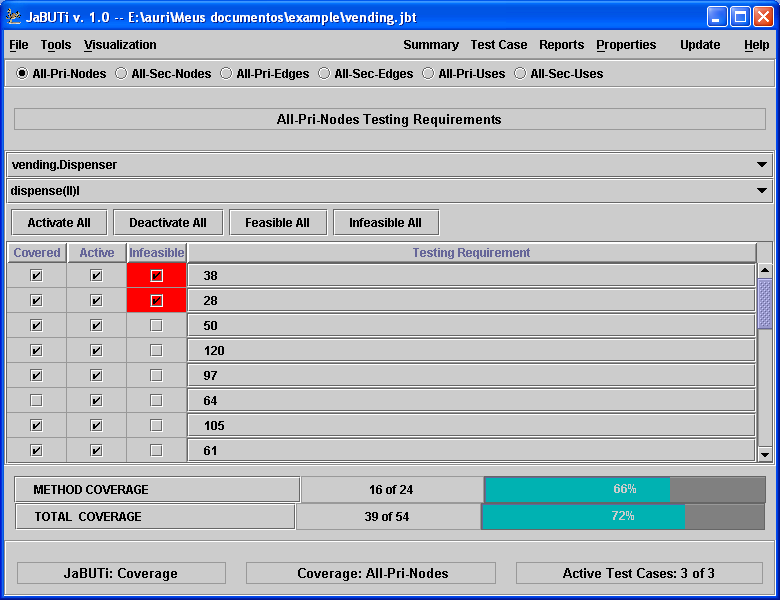 JaBUTi v. 1.0 -- E:\auri\Meus documentos\example\vending.jbt
File Tools Visualization Summary Test Case Reports Properties Update Help
All-Pri-Nodes All-Sec-Nodes All-Pri-Edges All-Sec-Edges All-Pri-Uses All-Sec-Uses
All-Pri-Nodes Testing Requirements
vending.Dispenser
dispense(II)I
Activate All Deactivate All Feasible All Infeasible All
Covered Active Infeasible Testing Requirement
38
28
50
120
97
64
105
61
METHOD COVERAGE 16 of 24 66%
TOTAL COVERAGE 39 of 54 72%
JaBUTi: Coverage Coverage: All-Pri-Nodes Active Test Cases: 3 of 3